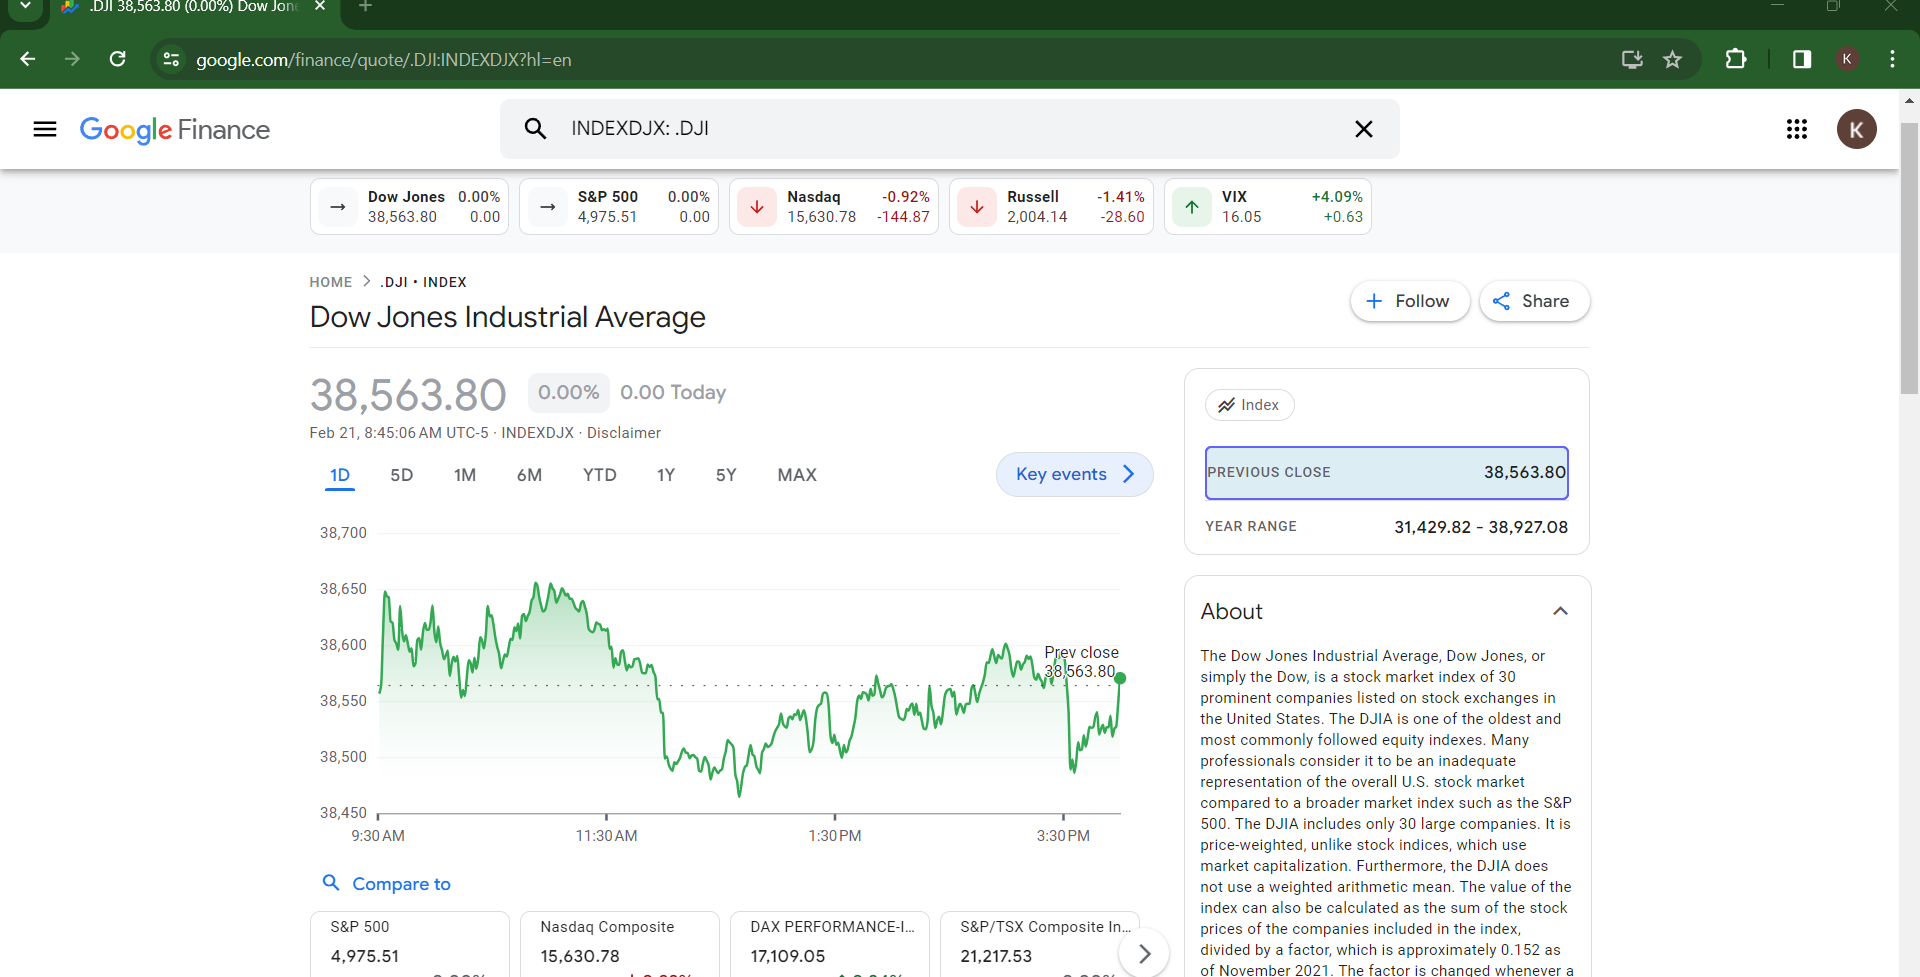 .DJI 38,563.80 (0.00%) Dow Jone
google.com/finance/quote/.DJI:INDEXDJX?hl=en
K
Google Finance
INDEXDJX: .DJI
K
Dow Jones 0.00%
38,563.80 0.00
S&P 500 0.00%
4,975.51 0.00
Nasdaq -0.92%
15,630.78 -144.87
Russell -1.41%
2,004.14 -28.60
VIX +4.09%
16.05 +0.63
HOME > .DJI • INDEX
Dow Jones Industrial Average
Follow
Share
38,563.80 0.00% 0.00 Today
Feb 21, 8:45:06 AM UTC-5 · INDEXDJX · Disclaimer
1D 5D 1M 6M YTD 1Y 5Y MAX
Key events
38,700
38,650
38,600
38,550
38,500
38,450
Prev close
38,563.80
9:30 AM 11:30 AM 1:30 PM 3:30 PM
Compare to
S&P 500
4,975.51
Nasdaq Composite
15,630.78
DAX PERFORMANCE-I...
17,109.05
S&P/TSX Composite In...
21,217.53
Index
PREVIOUS CLOSE 38,563.80
YEAR RANGE 31,429.82 - 38,927.08
About
The Dow Jones Industrial Average, Dow Jones, or
simply the Dow, is a stock market index of 30
prominent companies listed on stock exchanges in
the United States. The DJIA is one of the oldest and
most commonly followed equity indexes. Many
professionals consider it to be an inadequate
representation of the overall U.S. stock market
compared to a broader market index such as the S&P
500. The DJIA includes only 30 large companies. It is
price-weighted, unlike stock indices, which use
market capitalization. Furthermore, the DJIA does
not use a weighted arithmetic mean. The value of the
index can also be calculated as the sum of the stock
prices of the companies included in the index,
divided by a factor, which is approximately 0.152 as
of November 2021. The factor is changed whenever a